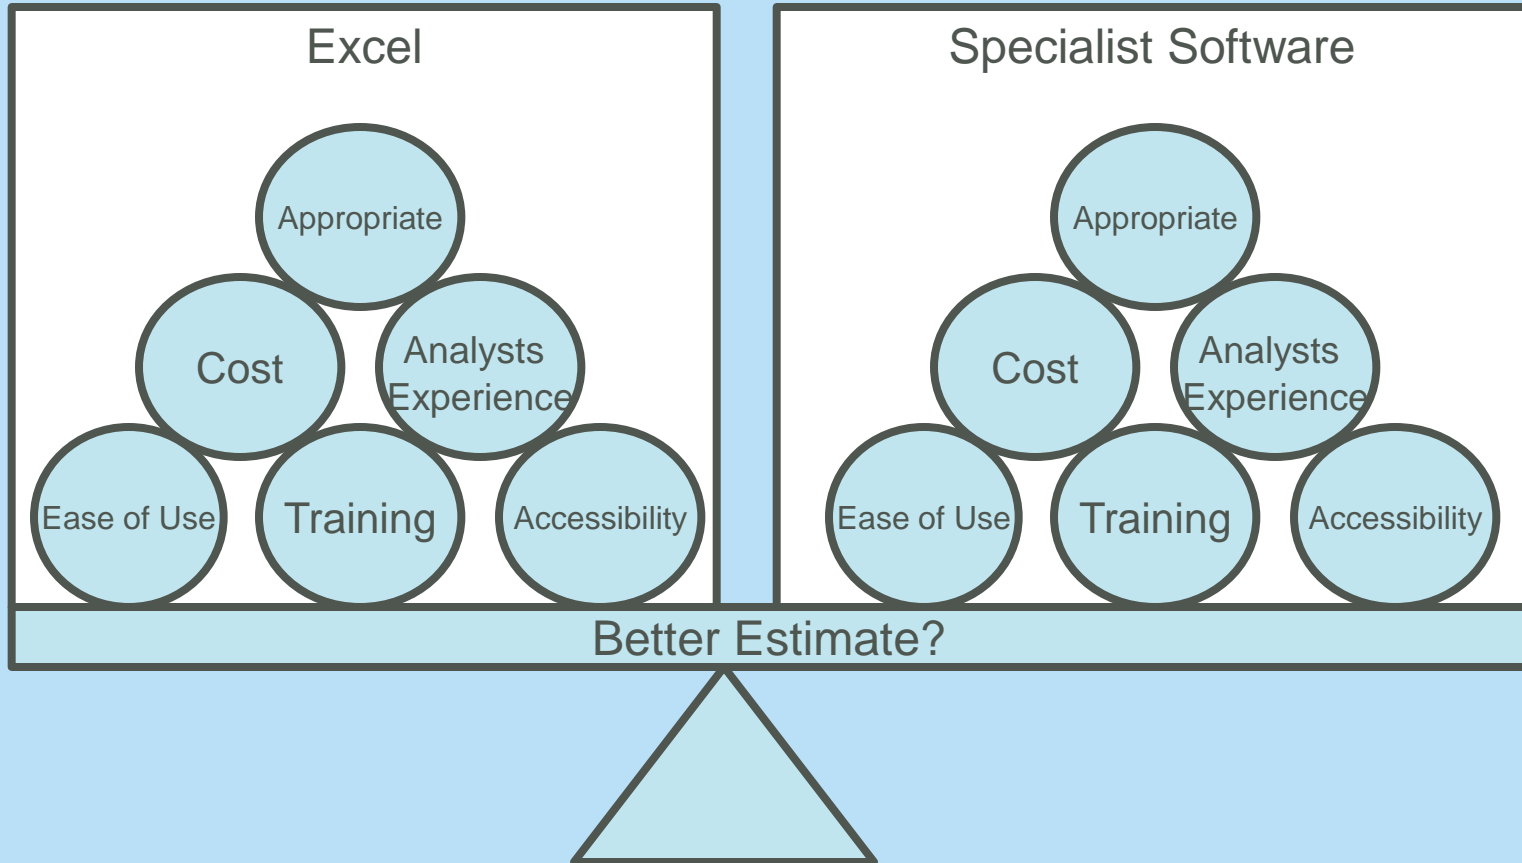 Excel
Appropriate
Cost
Analysts
Experience
Ease of Use
Training
Accessibility
Specialist Software
Appropriate
Cost
Analysts
Experience
Ease of Use
Training
Accessibility
Better Estimate?